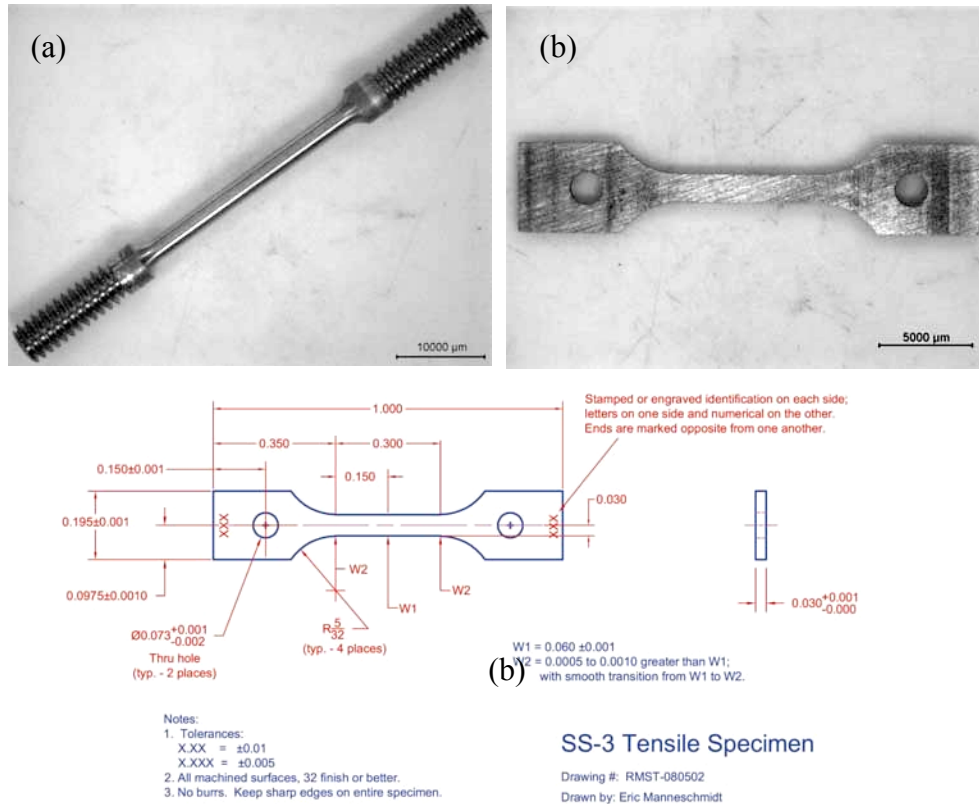 (a)
10000 µm
(b)
5000 µm
1.000
Stamped or engraved identification on each side;
letters on one side and numerical on the other.
Ends are marked opposite from one another.
0.350
0.300
0.150±0.001
0.150
0.030
XXX
XXX
0.195±0.001
0.0975±0.0010
W2
W1
W2
0.030+0.001
-0.000
Ø0.073+0.001
-0.002
Thru hole
(typ. - 2 places)
R5/32
(typ. - 4 places)
W1 = 0.060 ±0.001
W2 = 0.0005 to 0.0010 greater than W1;
with smooth transition from W1 to W2.
(b)
Notes:
1. Tolerances:
X.XX = ±0.01
X.XXX = ±0.005
2. All machined surfaces, 32 finish or better.
3. No burrs. Keep sharp edges on entire specimen.
SS-3 Tensile Specimen
Drawing #: RMST-080502
Drawn by: Eric Manneschmidt